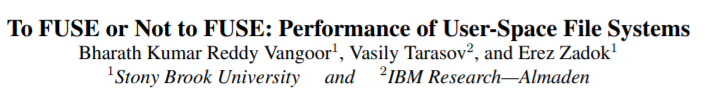 To FUSE or Not to FUSE: Performance of User-Space File Systems
Bharath Kumar Reddy Vangoor¹, Vasily Tarasov², and Erez Zadok¹
¹Stony Brook University and ²IBM Research—Almaden